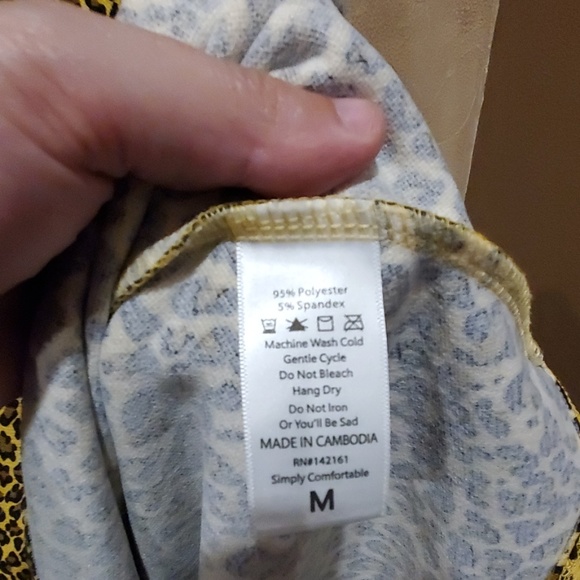 95% Polyester
5% Spandex
Machine Wash Cold
Gentle Cycle
Do Not Bleach
Hang Dry
Do Not Iron
Or You'll Be Sad
MADE IN CAMBODIA
RN#142161
Simply Comfortable
M